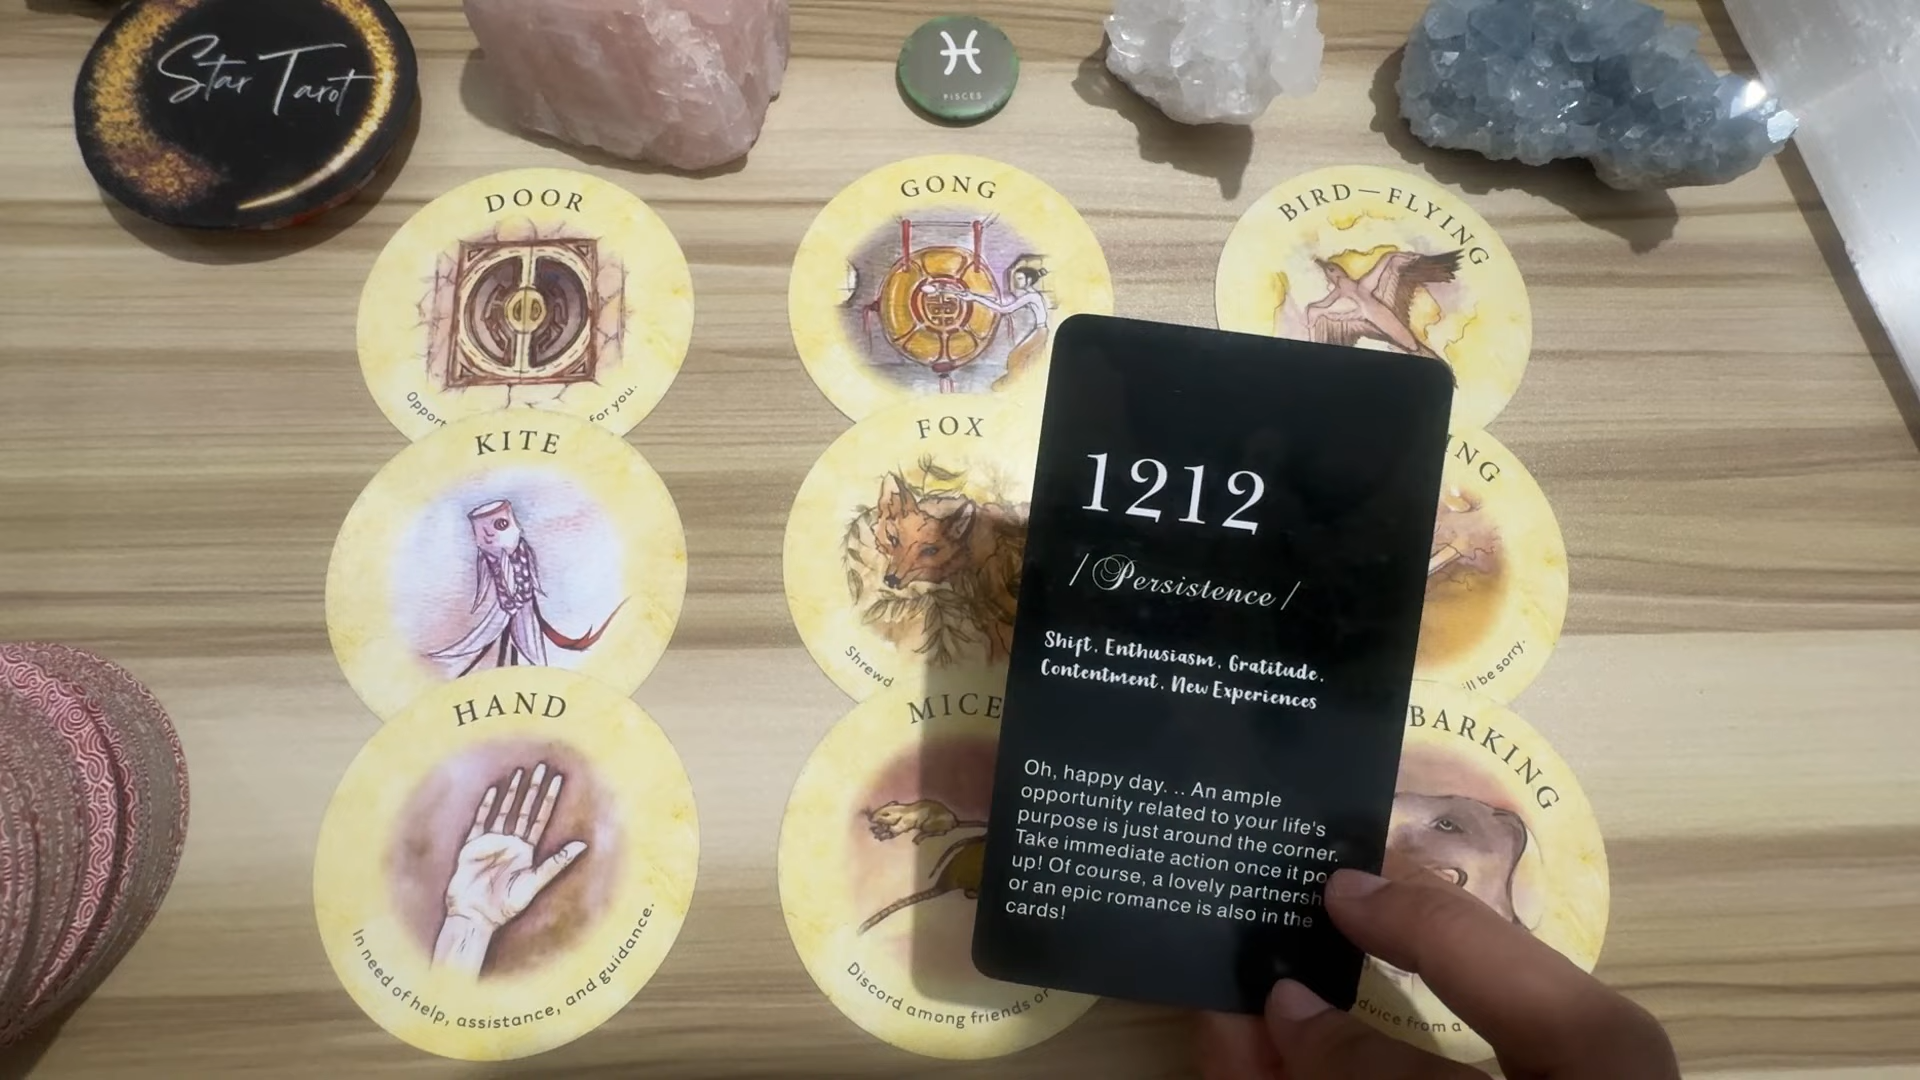 Star Tarot
PISCES
DOOR
for you.
GONG
BIRD-FLYING
KITE
FOX
Shrewd
ING
ll be sorry.
HAND
In need of help, assistance, and guidance.
MICE
Discord among friends or
BARKING
from a
1212
/ Persistence /
Shift. Enthusiasm. Gratitude.
Contentment. New Experiences
Oh, happy day. .. An ample
opportunity related to your life's
purpose is just around the corner.
Take immediate action once it po
up! Of course, a lovely partnersh
or an epic romance is also in the
cards!